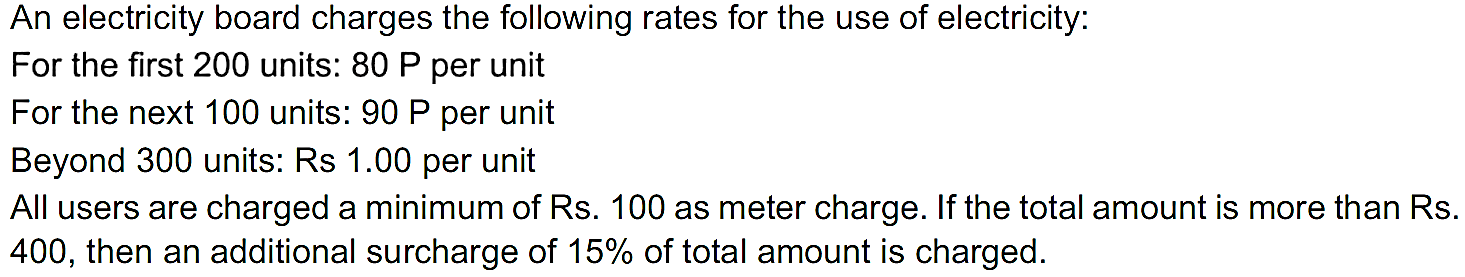 An electricity board charges the following rates for the use of electricity:
For the first 200 units: 80 P per unit
For the next 100 units: 90 P per unit
Beyond 300 units: Rs 1.00 per unit
All users are charged a minimum of Rs. 100 as meter charge. If the total amount is more than Rs.
400, then an additional surcharge of 15% of total amount is charged.